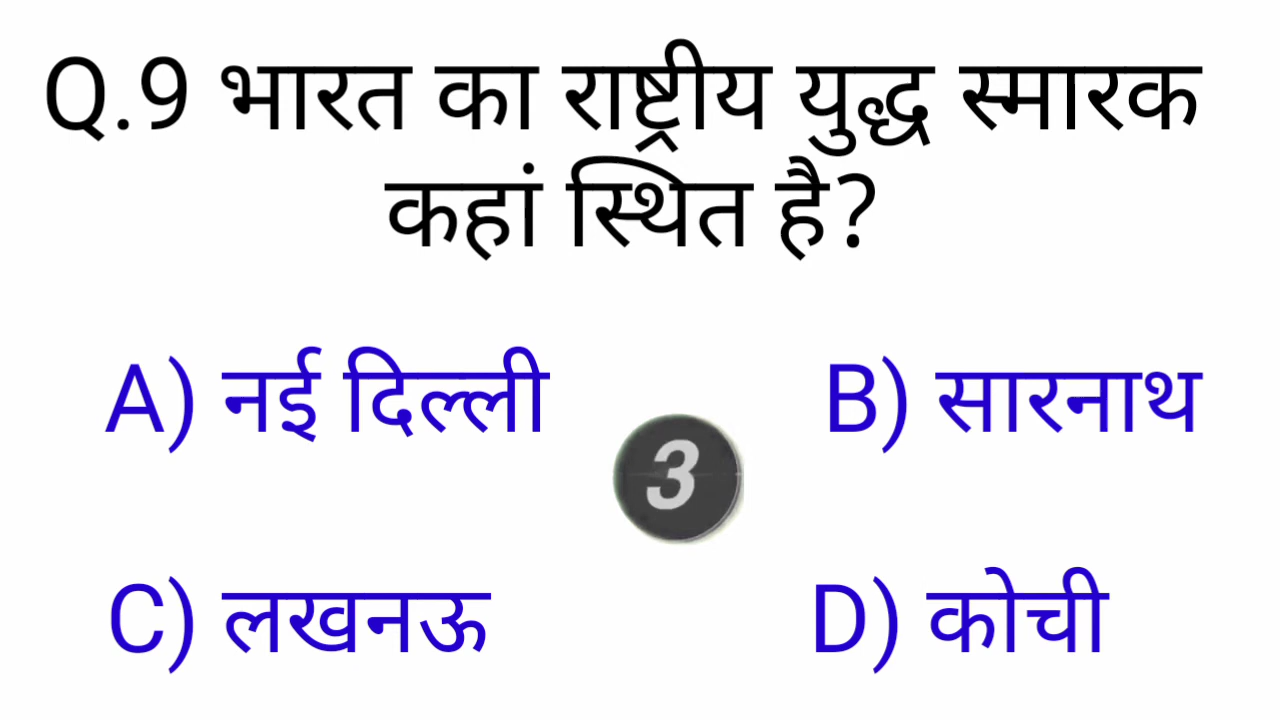 Q.9 भारत का राष्ट्रीय युद्ध स्मारक
कहां स्थित है?
A) नई दिल्ली
B) सारनाथ
3
C) लखनऊ
D) कोची